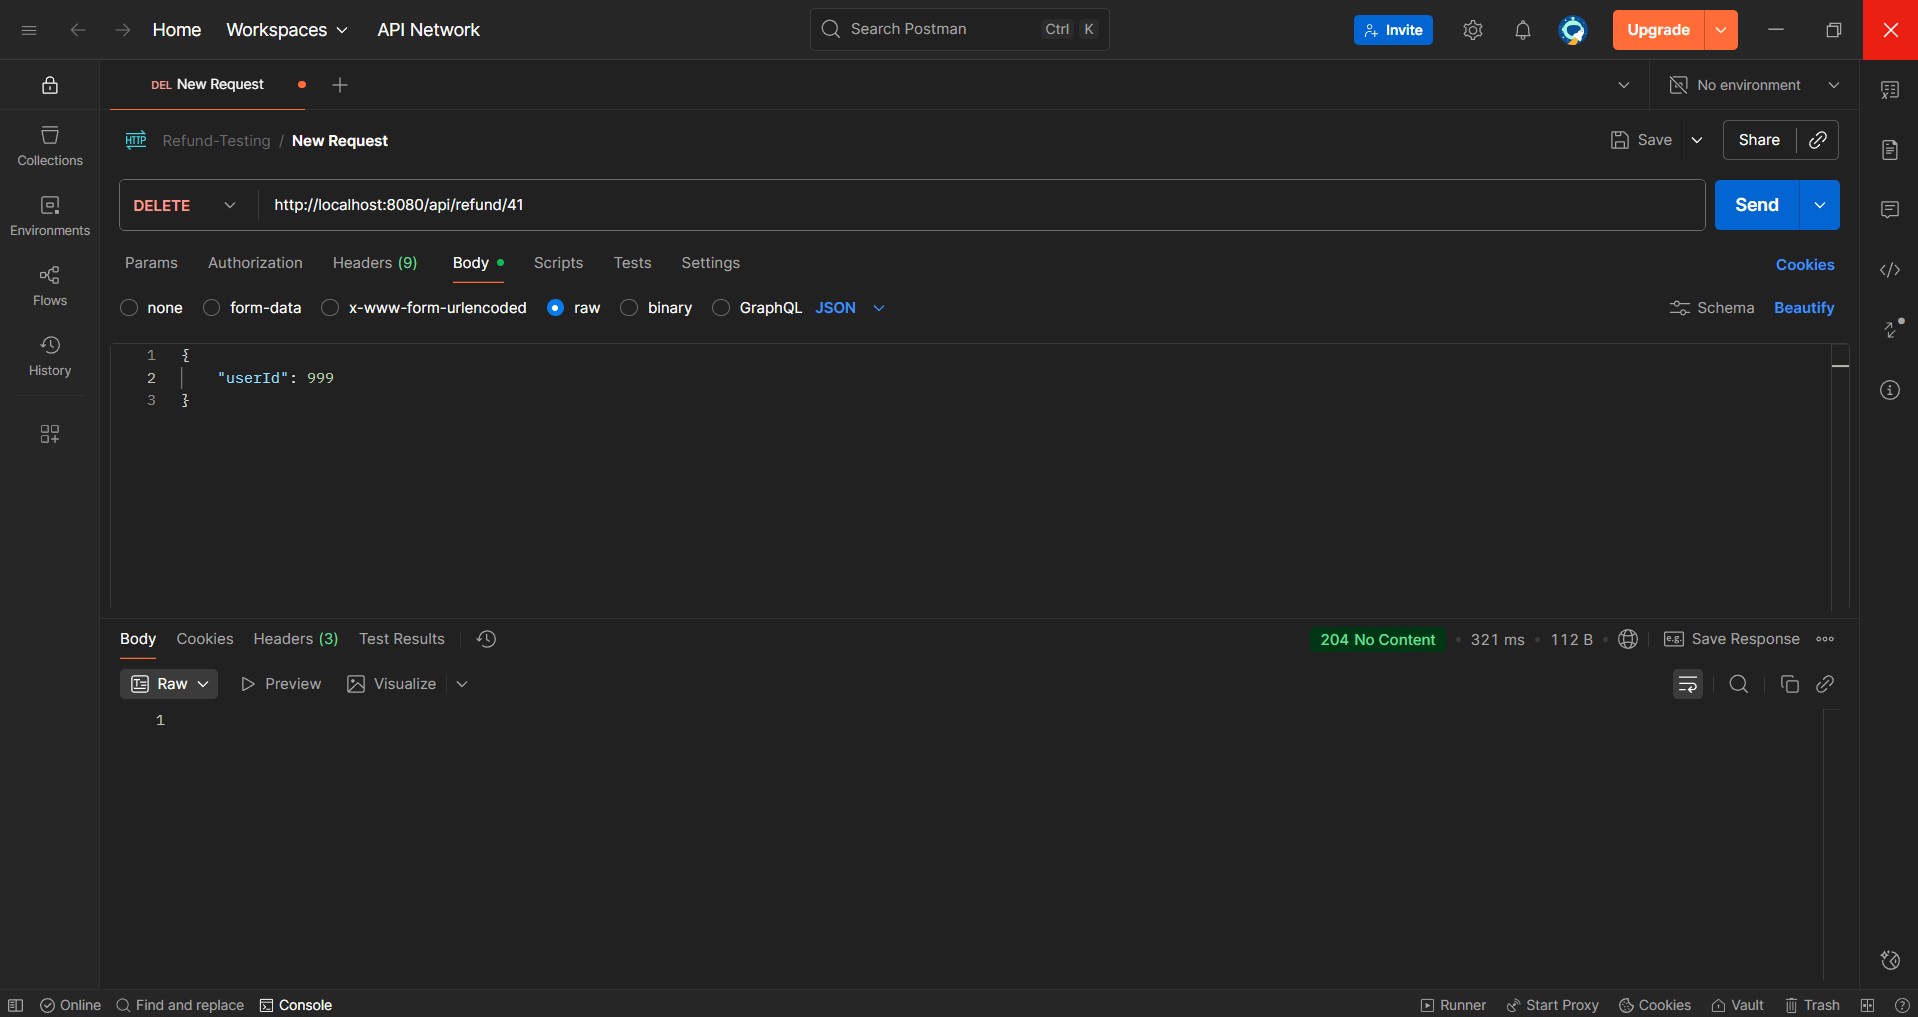 Home Workspaces API Network Search Postman Ctrl K Invite Upgrade
DEL New Request No environment
HTTP Refund-Testing / New Request Save Share
Collections
DELETE http://localhost:8080/api/refund/41 Send
Environments
Params Authorization Headers (9) Body Scripts Tests Settings Cookies
Flows
none form-data x-www-form-urlencoded raw binary GraphQL JSON Schema Beautify
History
1 {
2 "userId": 999
3 }
Body Cookies Headers (3) Test Results 204 No Content 321 ms 112 B e.g. Save Response
Raw Preview Visualize
1
Online Find and replace Console Runner Start Proxy Cookies Vault Trash